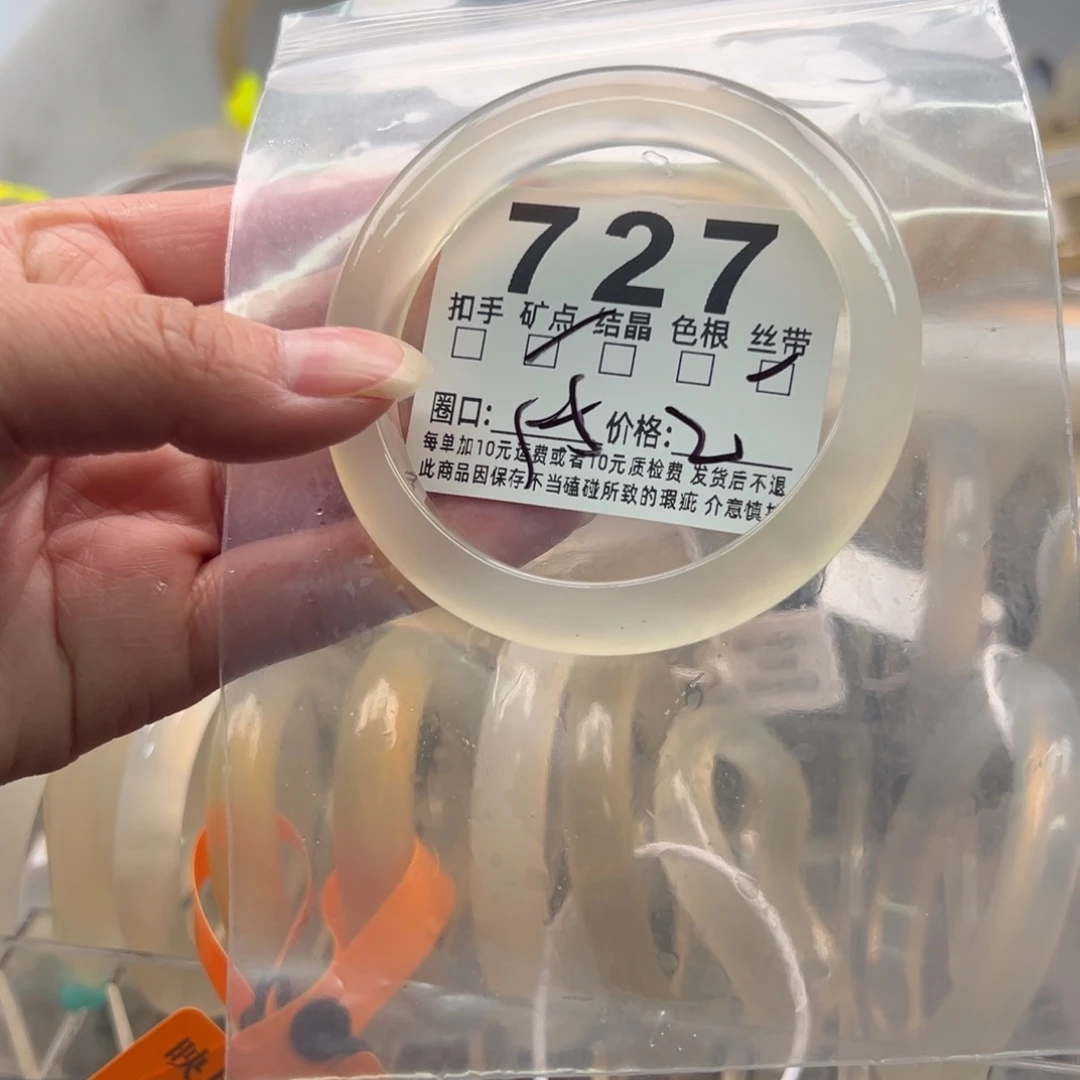 727
扣手 矿点 结晶 色根 丝带
圈口: 价格: 2
每单加10元运费或者10元质检费 发货后不退
此商品因保存不当磕碰所致的瑕疵 介意慎
映